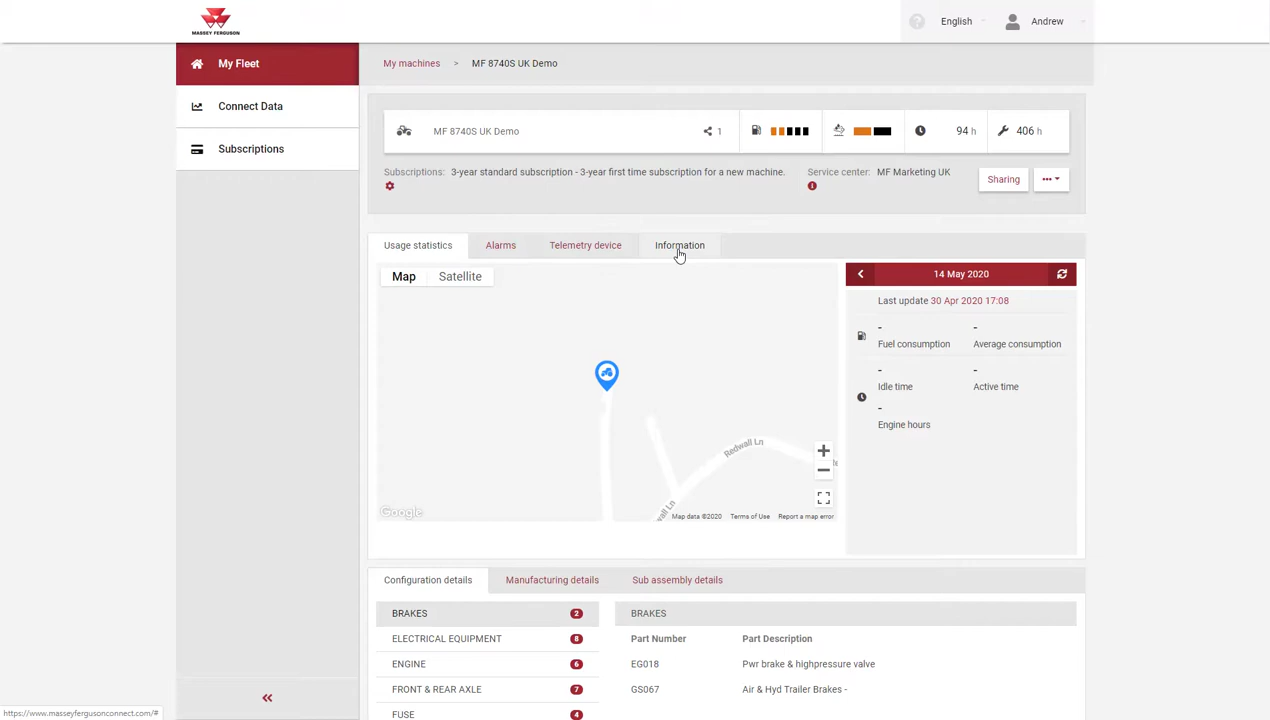 MASSEY FERGUSON
English
Andrew
My Fleet
Connect Data
Subscriptions
My machines > MF 8740S UK Demo
MF 8740S UK Demo
1
94 h
406 h
Subscriptions: 3-year standard subscription - 3-year first time subscription for a new machine.
Service center: MF Marketing UK
Sharing
Usage statistics
Alarms
Telemetry device
Information
Map
Satellite
14 May 2020
Last update 30 Apr 2020 17:08
-
-
Fuel consumption
Average consumption
-
-
Idle time
Active time
-
Engine hours
Redwall Ln
wall Ln
Google
Map data ©2020
Terms of Use
Report a map error
Configuration details
Manufacturing details
Sub assembly details
BRAKES 2
ELECTRICAL EQUIPMENT 8
ENGINE 6
FRONT & REAR AXLE 7
FUSE 4
BRAKES
Part Number Part Description
EG018 Pwr brake & highpressure valve
GS067 Air & Hyd Trailer Brakes -
https://www.masseyfergusonconnect.com/#